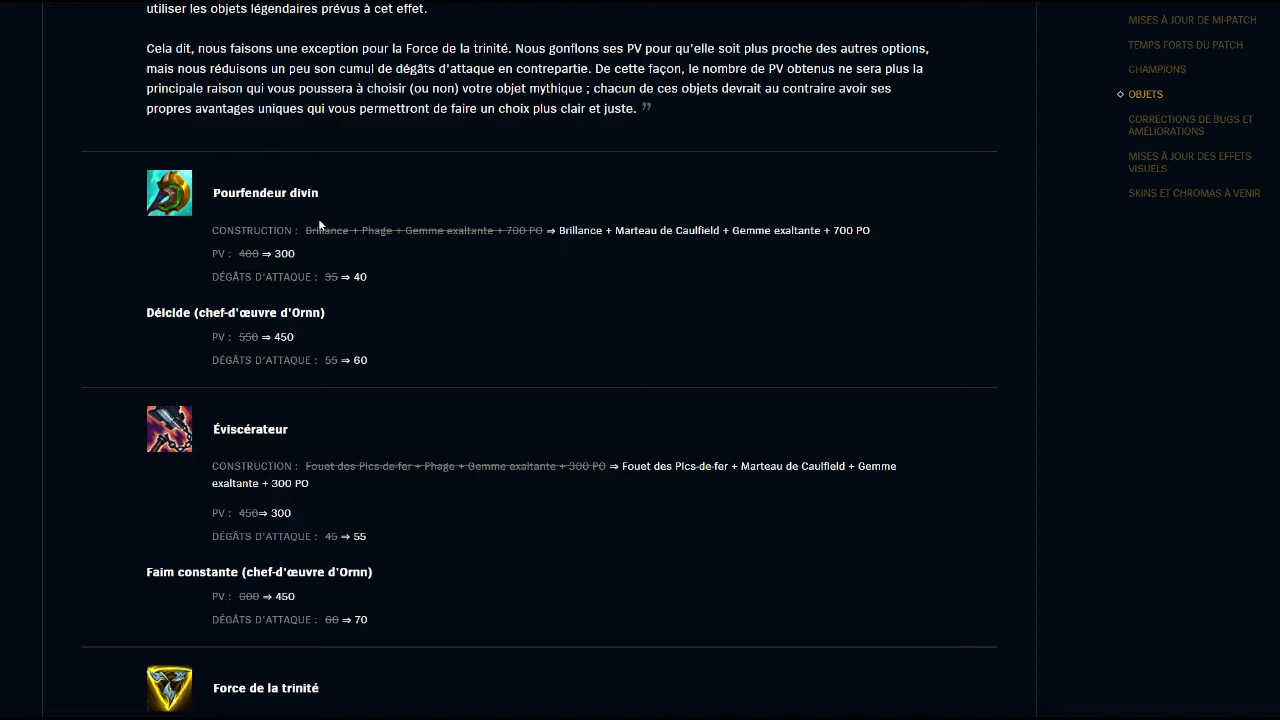 utiliser les objets légendaires prévus à cet effet.
Cela dit, nous faisons une exception pour la Force de la trinité. Nous gonflons ses PV pour qu'elle soit plus proche des autres options,
mais nous réduisons un peu son cumul de dégâts d'attaque en contrepartie. De cette façon, le nombre de PV obtenus ne sera plus la
principale raison qui vous poussera à choisir (ou non) votre objet mythique ; chacun de ces objets devrait au contraire avoir ses
propres avantages uniques qui vous permettront de faire un choix plus clair et juste. ”
Pourfendeur divin
CONSTRUCTION : Brillance + Phage + Gemme exaltante + 700 PO ⇒ Brillance + Marteau de Caulfield + Gemme exaltante + 700 PO
PV : 400 ⇒ 300
DÉGÂTS D'ATTAQUE : 35 ⇒ 40
Déicide (chef-d'œuvre d'Ornn)
PV : 550 ⇒ 450
DÉGÂTS D'ATTAQUE : 55 ⇒ 60
Éviscérateur
CONSTRUCTION : Fouet des Pics-de-fer + Phage + Gemme exaltante + 300 PO ⇒ Fouet des Pics-de-fer + Marteau de Caulfield + Gemme
exaltante + 300 PO
PV : 450⇒ 300
DÉGÂTS D'ATTAQUE : 45 ⇒ 55
Faim constante (chef-d'œuvre d'Ornn)
PV : 600 ⇒ 450
DÉGÂTS D'ATTAQUE : 60 ⇒ 70
Force de la trinité
MISES À JOUR DE MI-PATCH
TEMPS FORTS DU PATCH
CHAMPIONS
OBJETS
CORRECTIONS DE BUGS ET
AMÉLIORATIONS
MISES À JOUR DES EFFETS
VISUELS
SKINS ET CHROMAS À VENIR